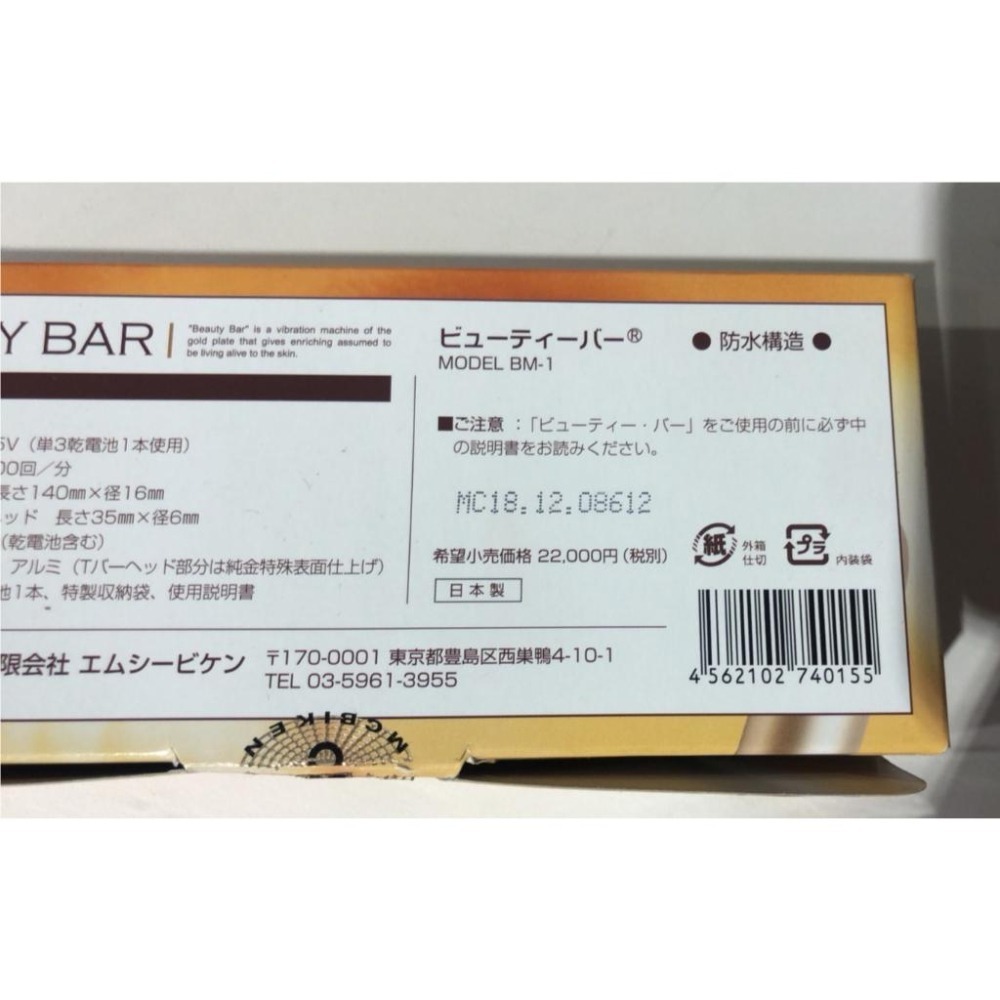 Y BAR
"Beauty Bar" is a vibration machine of the
gold plate that gives enriching assumed to
be living alive to the skin.
5V（単3乾電池1本使用）
00回／分
長さ140mm×径16mm
ヘッド 長さ35mm×径6mm
（乾電池含む）
アルミ（Tバーヘッド部分は純金特殊表面仕上げ）
池1本、特製収納袋、使用説明書
ビューティーバー®
MODEL BM-1
● 防水構造 ●
■ご注意：「ビューティー・バー」をご使用の前に必ず中
の説明書をお読みください。
MC18.12.08612
希望小売価格 22,000円（税別）
日本製
紙 外箱
仕切
プラ 内装袋
4 562102 740155
限会社 エムシービケン
〒170-0001 東京都豊島区西巣鴨4-10-1
TEL 03-5961-3955
MCBIKEN